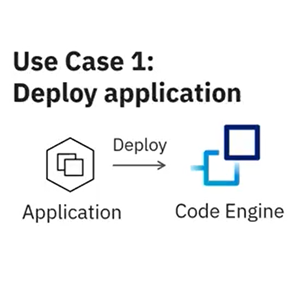 Use Case 1:
Deploy application
Deploy
Application
Code Engine